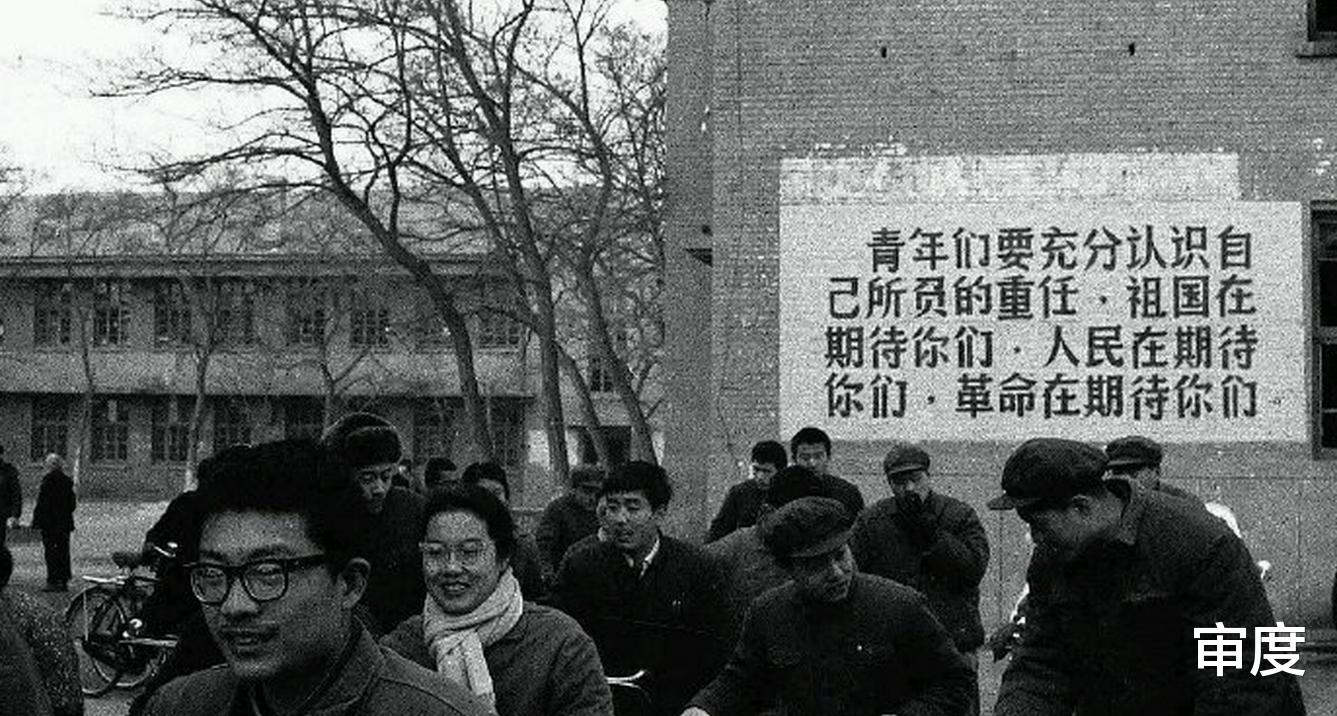 青年们要充分认识自
己所负的重任·祖国在
期待你们·人民在期待
你们·革命在期待你们
审度